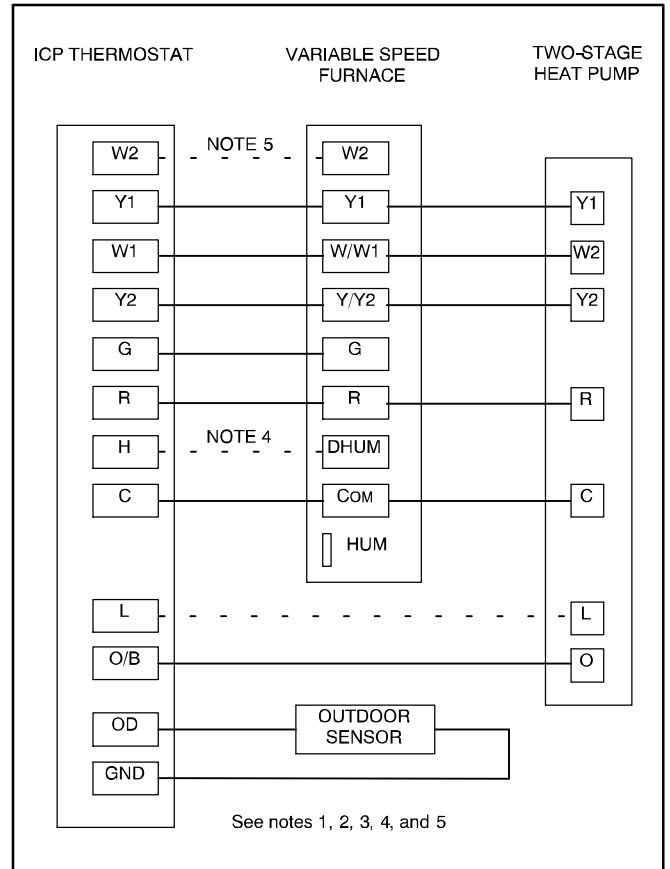 ICP THERMOSTAT
VARIABLE SPEED
FURNACE
TWO-STAGE
HEAT PUMP
W2 NOTE 5 W2
Y1 Y1 Y1
W1 W/W1 W2
Y2 Y/Y2 Y2
G G
R R R
H NOTE 4 DHUM
C COM C
HUM
L L
O/B O
OD OUTDOOR
SENSOR
GND
See notes 1, 2, 3, 4, and 5